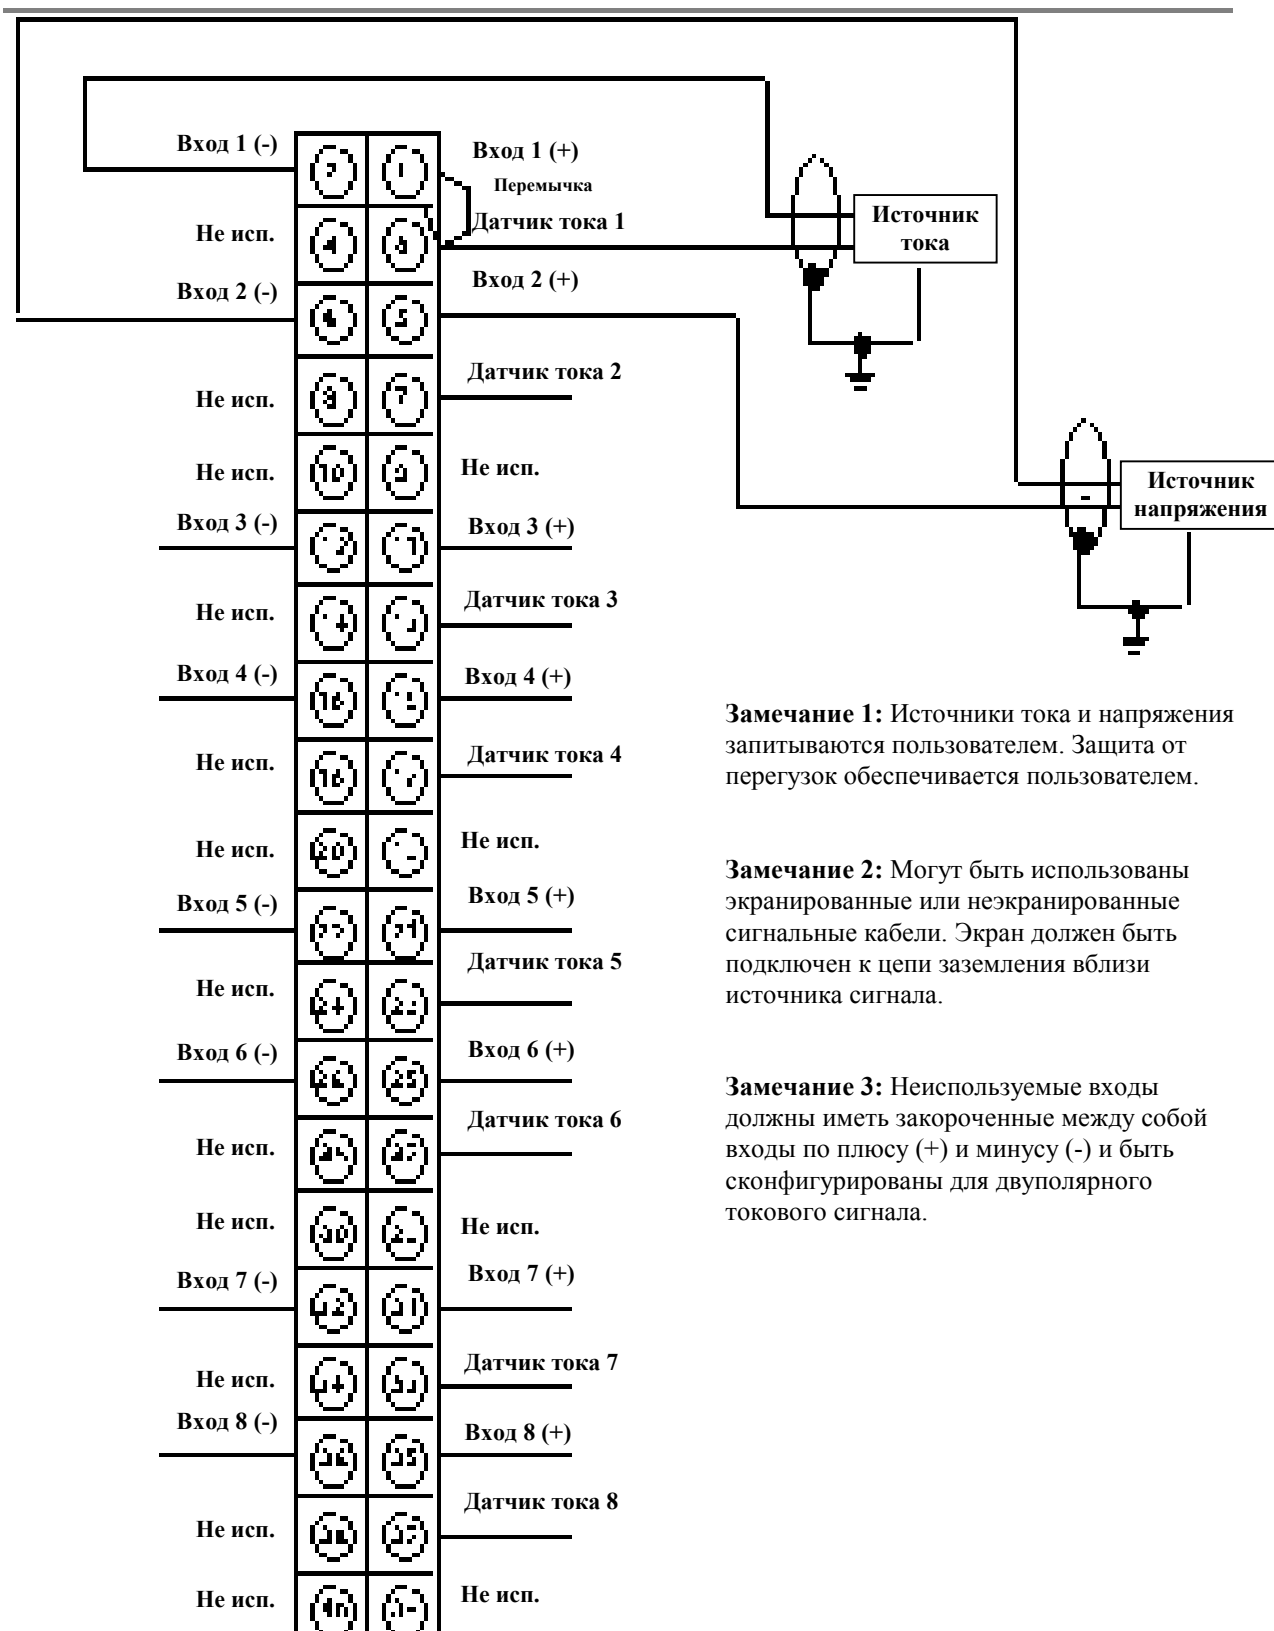 Вход 1 (-)
Вход 1 (+)
Перемычка
Датчик тока 1
Источник
тока
Не исп.
Вход 2 (-)
Вход 2 (+)
Датчик тока 2
Не исп.
Не исп.
Не исп.
Источник
напряжения
Вход 3 (-)
Вход 3 (+)
Датчик тока 3
Не исп.
Вход 4 (-)
Вход 4 (+)
Датчик тока 4
Не исп.
Не исп.
Не исп.
Вход 5 (-)
Вход 5 (+)
Датчик тока 5
Не исп.
Вход 6 (-)
Вход 6 (+)
Датчик тока 6
Не исп.
Не исп.
Не исп.
Вход 7 (-)
Вход 7 (+)
Датчик тока 7
Не исп.
Вход 8 (-)
Вход 8 (+)
Датчик тока 8
Не исп.
Не исп.
Не исп.
Замечание 1: Источники тока и напряжения
запитываются пользователем. Защита от
перегузок обеспечивается пользователем.
Замечание 2: Могут быть использованы
экранированные или неэкранированные
сигнальные кабели. Экран должен быть
подключен к цепи заземления вблизи
источника сигнала.
Замечание 3: Неиспользуемые входы
должны иметь закороченные между собой
входы по плюсу (+) и минусу (-) и быть
сконфигурированы для двуполярного
токового сигнала.